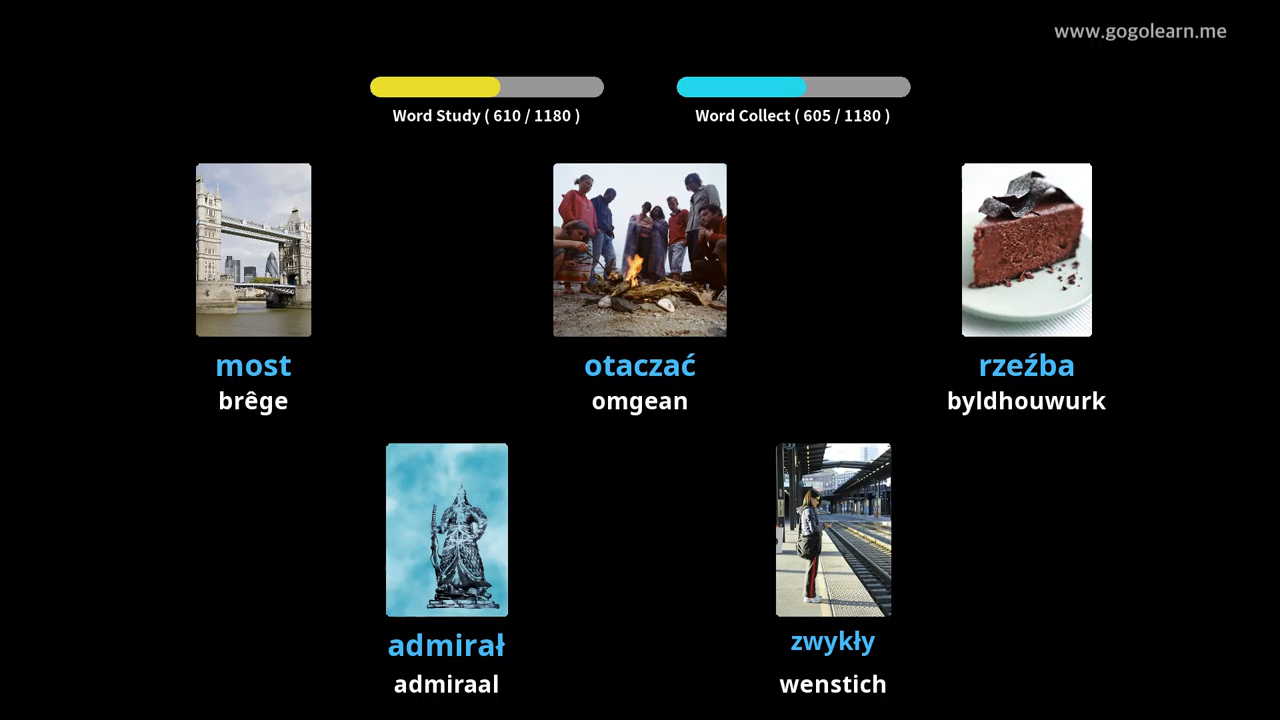 www.gogolearn.me
Word Study ( 610 / 1180 )
Word Collect ( 605 / 1180 )
most
brêge
otaczać
omgean
rzeźba
byldhouwurk
admirał
admiraal
zwykły
wenstich